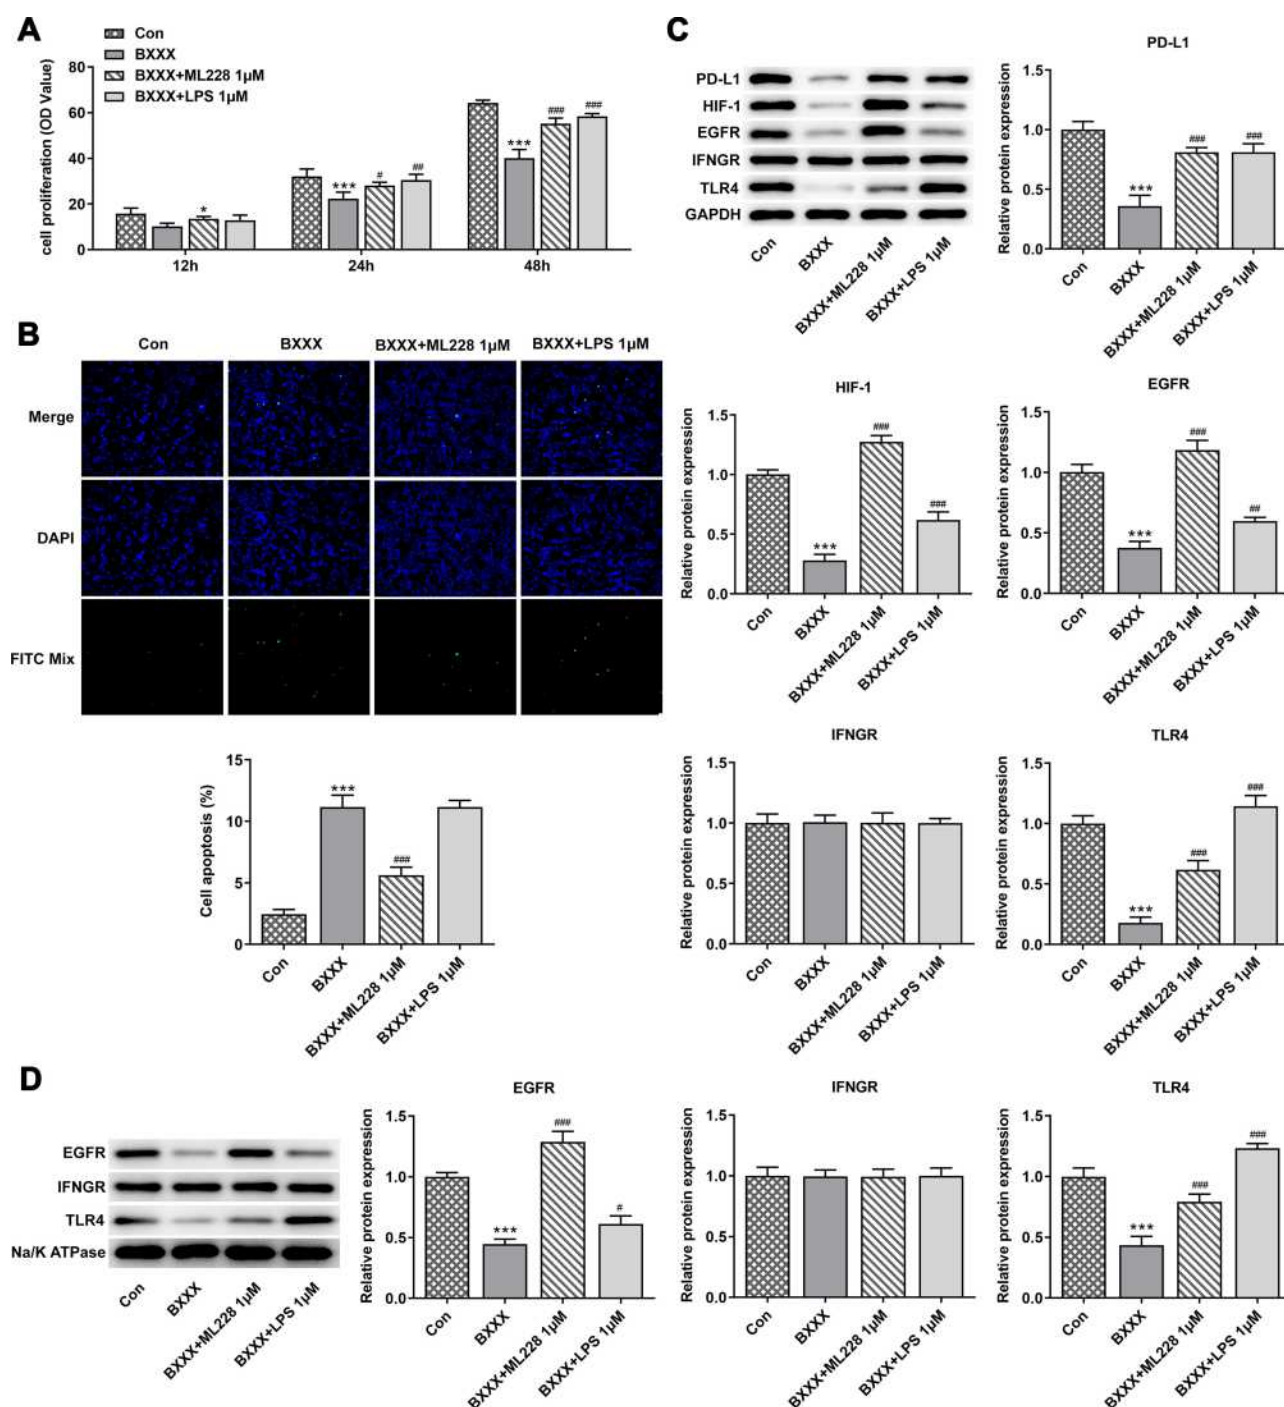 A
Con
BXXX
BXXX+ML228 1μM
BXXX+LPS 1μM
cell proliferation (OD Value)
80
60
40
20
0
*
***
#
##
***
###
###
12h
24h
48h
B
Con
BXXX
BXXX+ML228 1μM
BXXX+LPS 1μM
Merge
DAPI
FITC Mix
Cell apoptosis (%)
15
10
5
0
***
###
Con
BXXX
BXXX+ML228 1μM
BXXX+LPS 1μM
C
PD-L1
HIF-1
EGFR
IFNGR
TLR4
GAPDH
Con
BXXX
BXXX+ML228 1μM
BXXX+LPS 1μM
PD-L1
Relative protein expression
1.5
1.0
0.5
0.0
***
###
###
Con
BXXX
BXXX+ML228 1μM
BXXX+LPS 1μM
HIF-1
Relative protein expression
1.5
1.0
0.5
0.0
***
###
###
Con
BXXX
BXXX+ML228 1μM
BXXX+LPS 1μM
EGFR
Relative protein expression
1.5
1.0
0.5
0.0
***
###
##
Con
BXXX
BXXX+ML228 1μM
BXXX+LPS 1μM
IFNGR
Relative protein expression
1.5
1.0
0.5
0.0
Con
BXXX
BXXX+ML228 1μM
BXXX+LPS 1μM
TLR4
Relative protein expression
1.5
1.0
0.5
0.0
***
###
###
Con
BXXX
BXXX+ML228 1μM
BXXX+LPS 1μM
D
EGFR
IFNGR
TLR4
Na/K ATPase
Con
BXXX
BXXX+ML228 1μM
BXXX+LPS 1μM
EGFR
Relative protein expression
1.5
1.0
0.5
0.0
***
###
#
Con
BXXX
BXXX+ML228 1μM
BXXX+LPS 1μM
IFNGR
Relative protein expression
1.5
1.0
0.5
0.0
Con
BXXX
BXXX+ML228 1μM
BXXX+LPS 1μM
TLR4
Relative protein expression
1.5
1.0
0.5
0.0
***
###
###
Con
BXXX
BXXX+ML228 1μM
BXXX+LPS 1μM